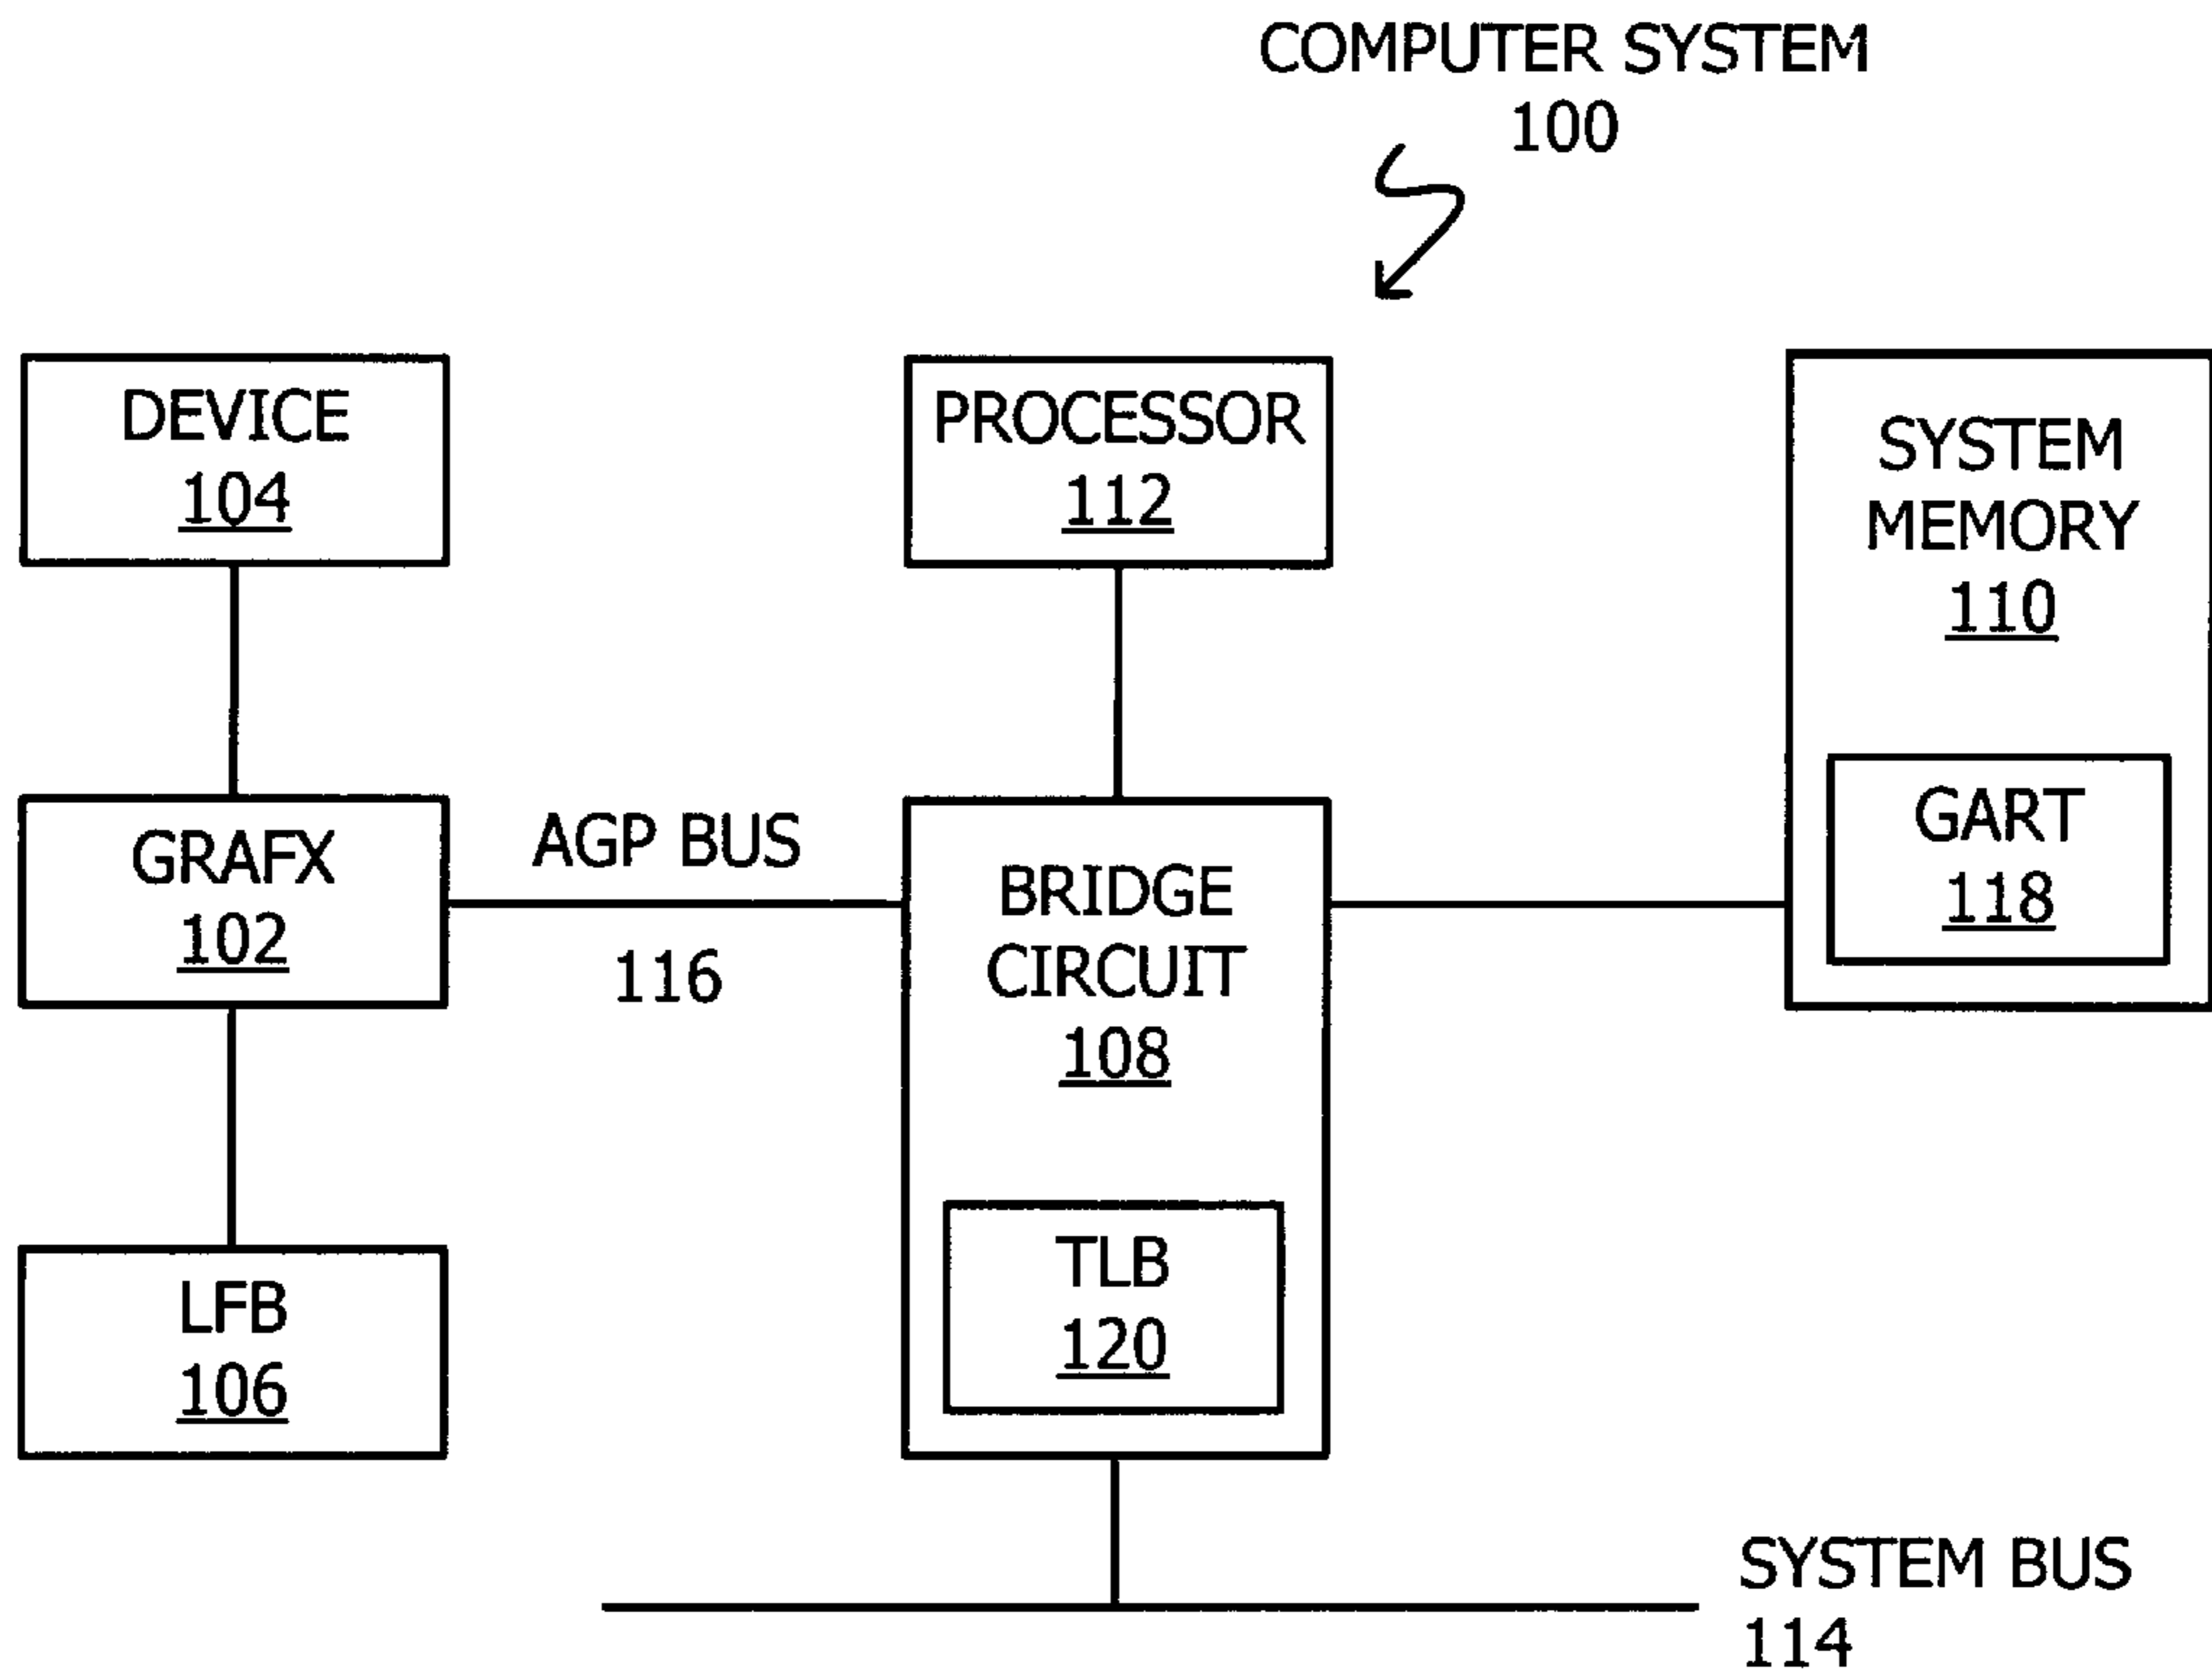 COMPUTER SYSTEM
100
DEVICE
104
PROCESSOR
112
SYSTEM
MEMORY
110
GART
118
GRAFX
102
AGP BUS
116
BRIDGE
CIRCUIT
108
TLB
120
LFB
106
SYSTEM BUS
114